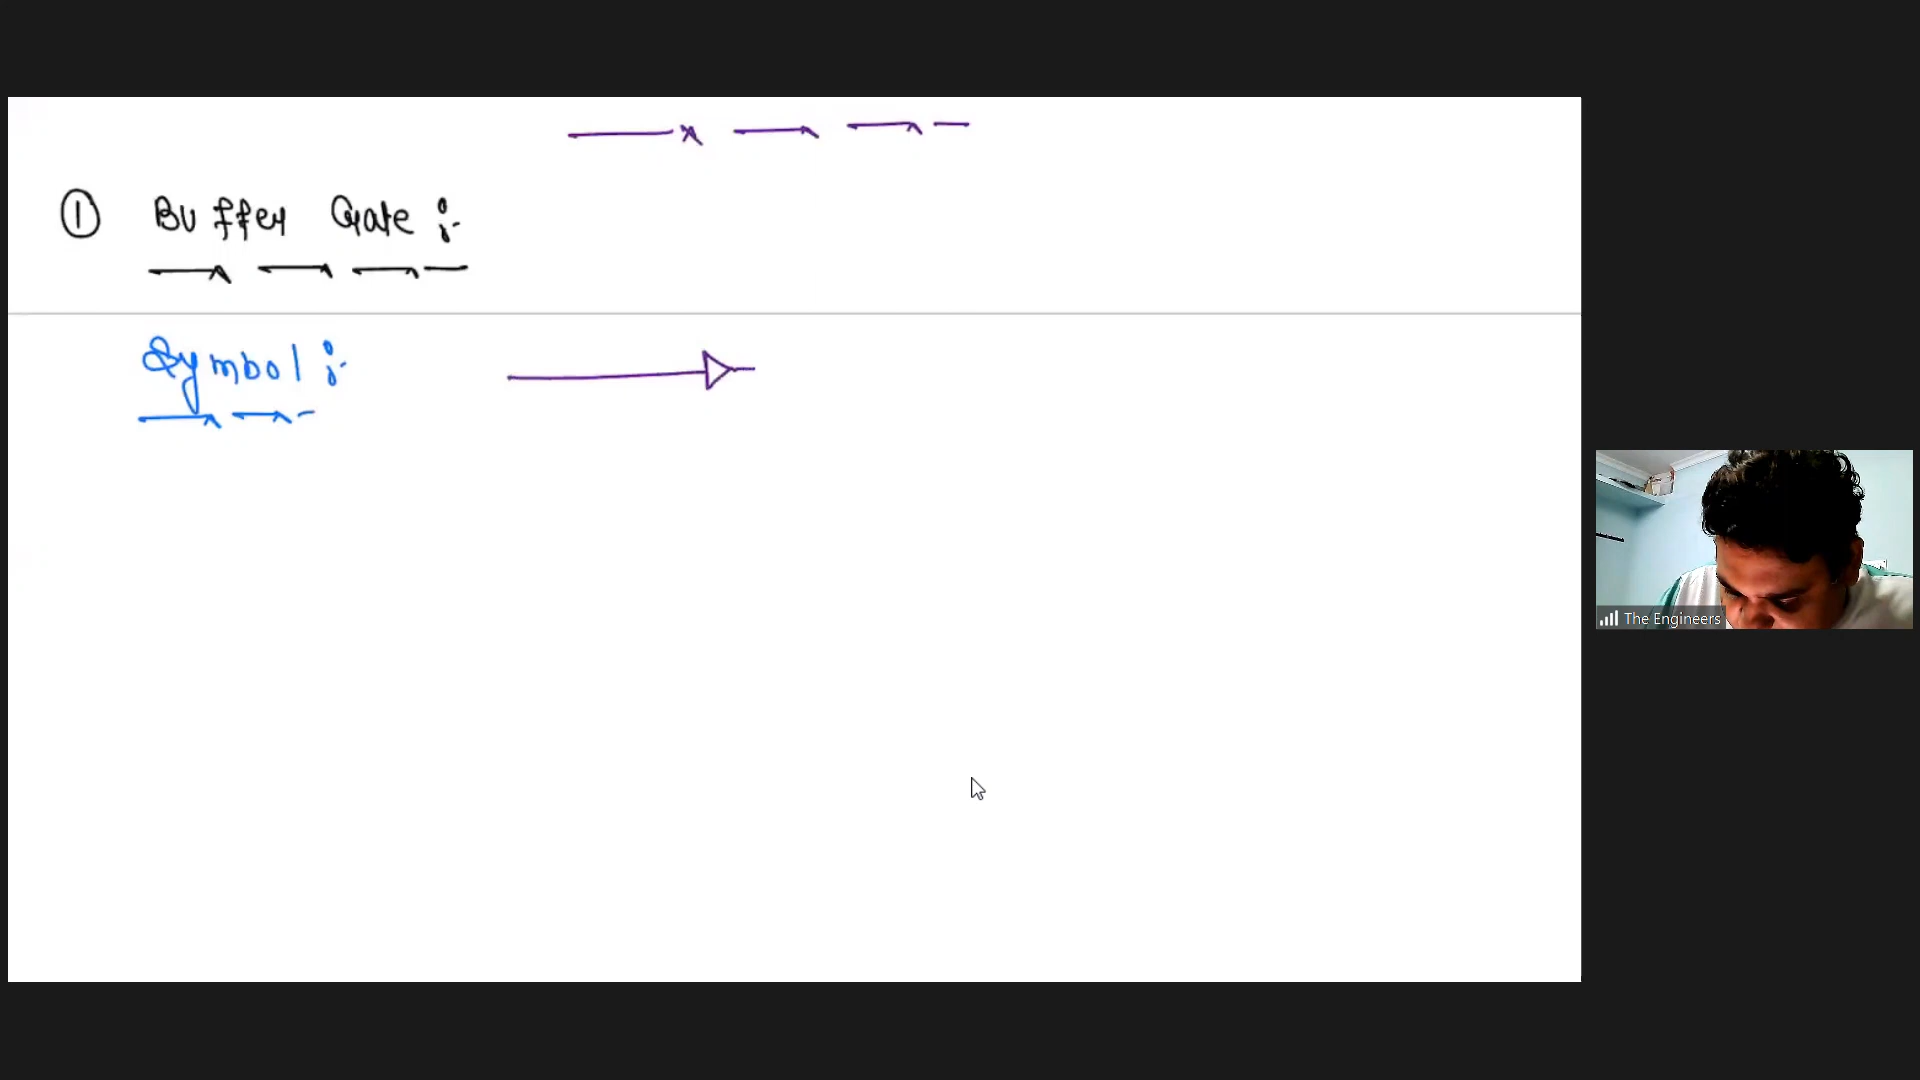 ① Buffer Gate :-
Symbol :-
The Engineers